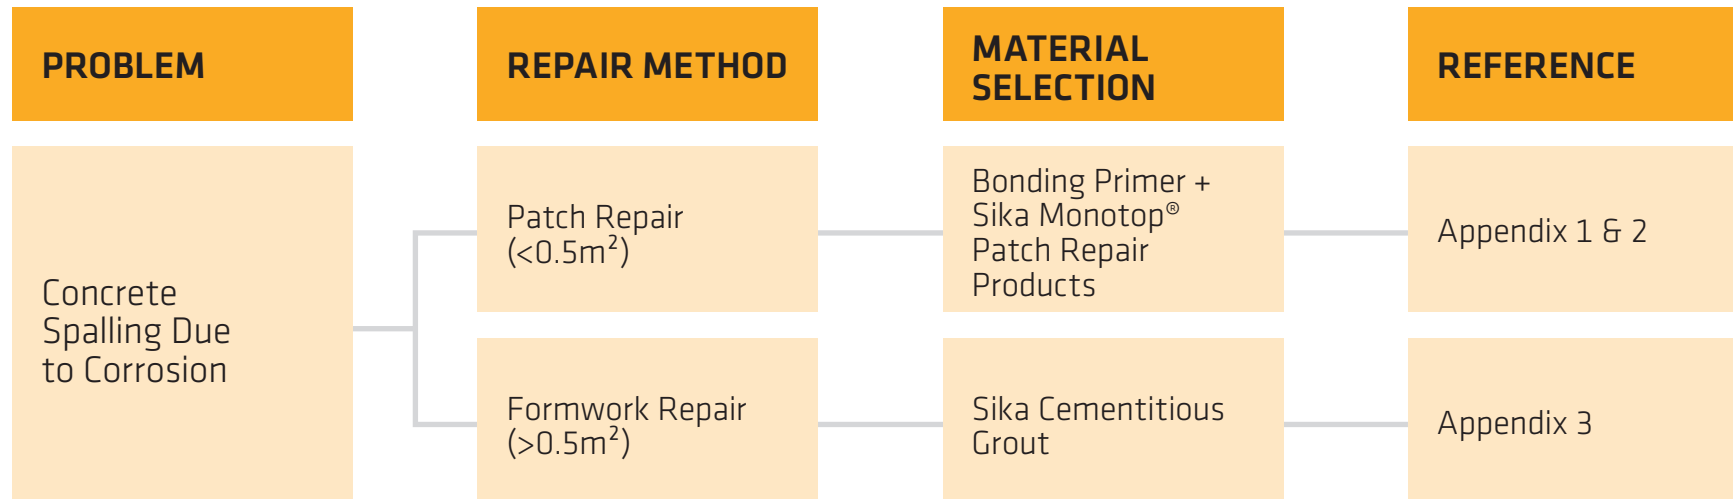 PROBLEM
REPAIR METHOD
MATERIAL
SELECTION
REFERENCE
Concrete
Spalling Due
to Corrosion
Patch Repair
(<0.5m²)
Bonding Primer +
Sika Monotop®
Patch Repair
Products
Appendix 1 & 2
Formwork Repair
(>0.5m²)
Sika Cementitious
Grout
Appendix 3